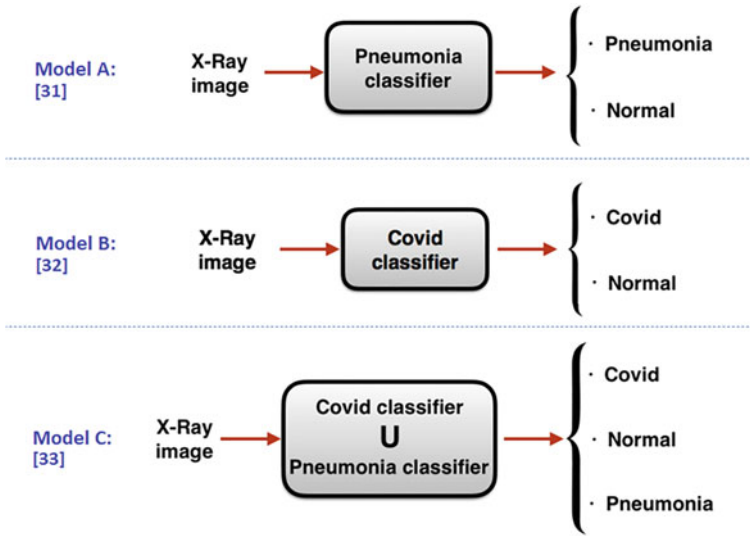 Model A:
[31]
X-Ray
image
Pneumonia
classifier
· Pneumonia
· Normal
Model B:
[32]
X-Ray
image
Covid
classifier
· Covid
· Normal
Model C:
[33]
X-Ray
image
Covid classifier
U
Pneumonia classifier
· Covid
· Normal
· Pneumonia